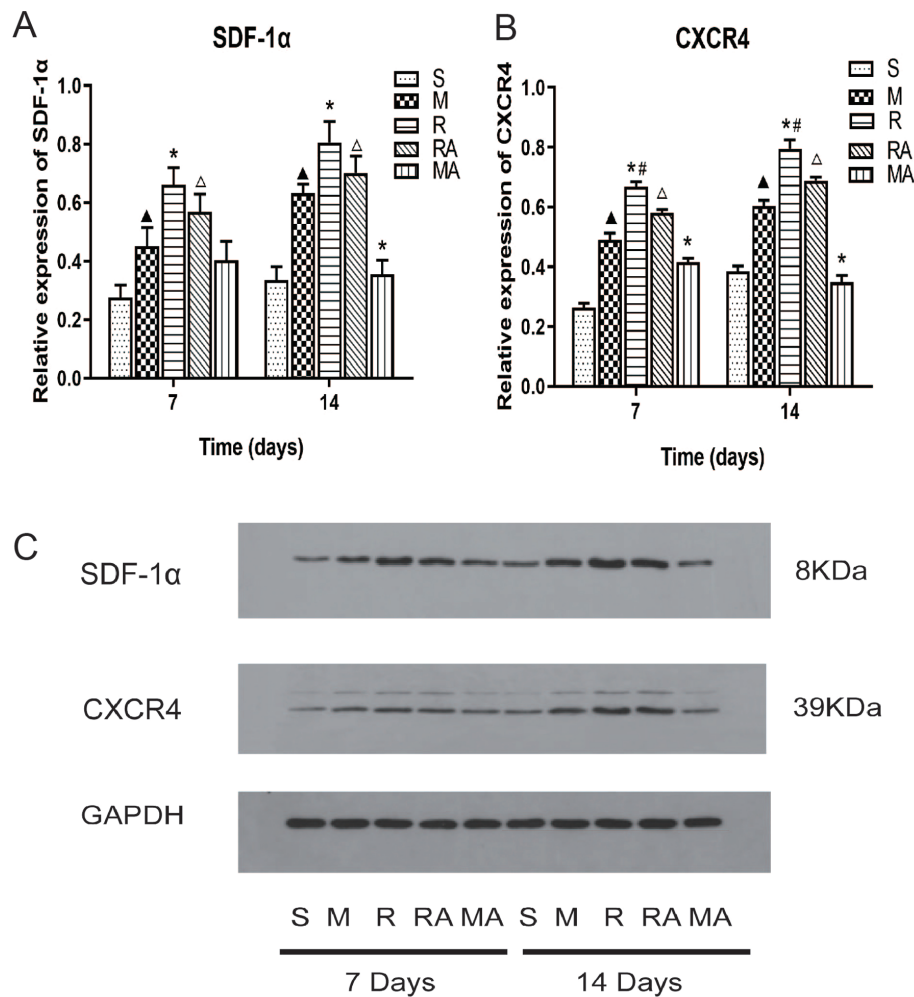 A
SDF-1α
Relative expression of SDF-1α
1.0
0.8
0.6
0.4
0.2
0.0
▲
*
△
▲
*
△
*
7
14
Time (days)
S
M
R
RA
MA
B
CXCR4
Relative expression of CXCR4
1.0
0.8
0.6
0.4
0.2
0.0
▲
*#
△
*
▲
*#
△
*
7
14
Time (days)
S
M
R
RA
MA
C
SDF-1α
8KDa
CXCR4
39KDa
GAPDH
S M R RA MA S M R RA MA
7 Days 14 Days